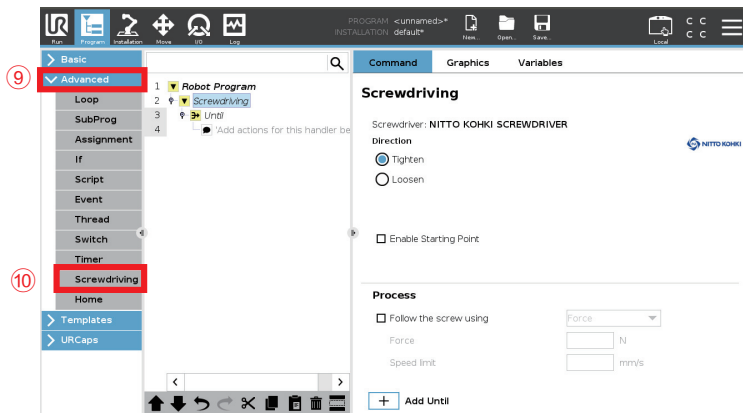 PROGRAM <unnamed>*
INSTALLATION default*
Run
Program
Installation
Move
I/O
Log
New...
Open...
Save...
Local
C C
C C
⑨
Basic
Advanced
Loop
SubProg
Assignment
If
Script
Event
Thread
Switch
Timer
⑩
Screwdriving
Home
Templates
URCaps
1 Robot Program
2 Screwdriving
3 Until
4 'Add actions for this handler be
Command Graphics Variables
Screwdriving
Screwdriver: NITTO KOHKI SCREWDRIVER
NITTO KOHKI
Direction
Tighten
Loosen
Enable Starting Point
Process
Follow the screw using Force
Force N
Speed limit mm/s
+ Add Until